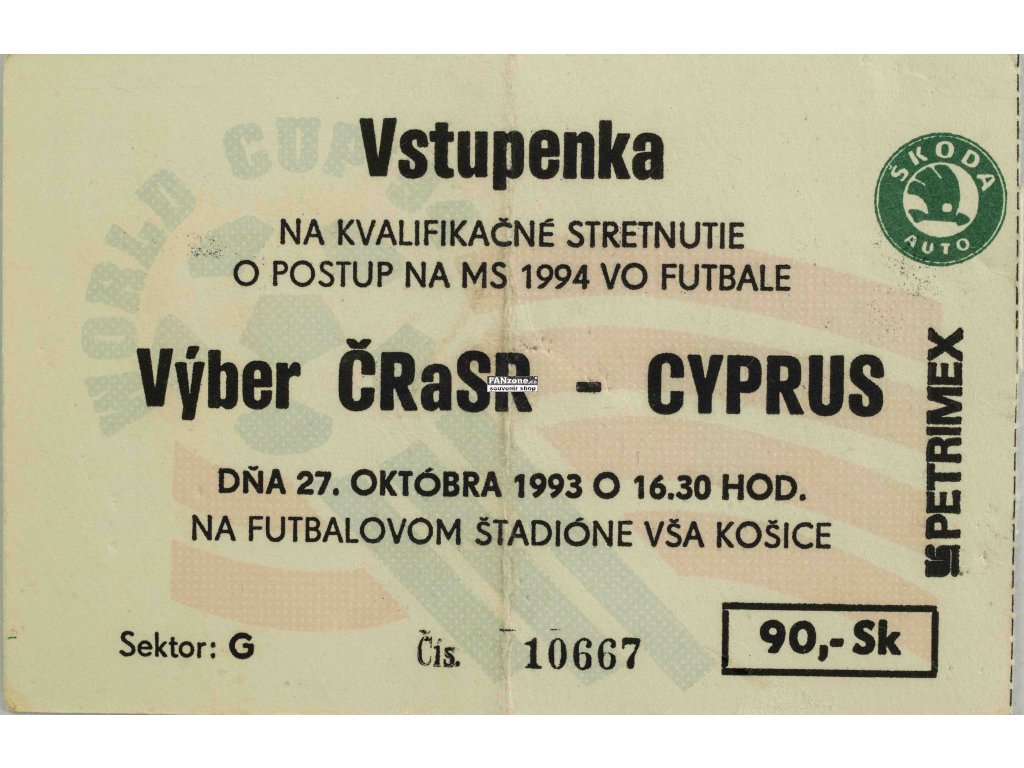 WORLD CUP
Vstupenka
NA KVALIFIKAČNÉ STRETNUTIE
O POSTUP NA MS 1994 VO FUTBALE
Výber ČRaSR - CYPRUS
FANzone.cz
souvenir shop
DŇA 27. OKTÓBRA 1993 O 16.30 HOD.
NA FUTBALOVOM ŠTADIÓNE VŠA KOŠICE
Sektor: G
Čís. 10667
90,-Sk
ŠKODA
AUTO
PETRIMEX